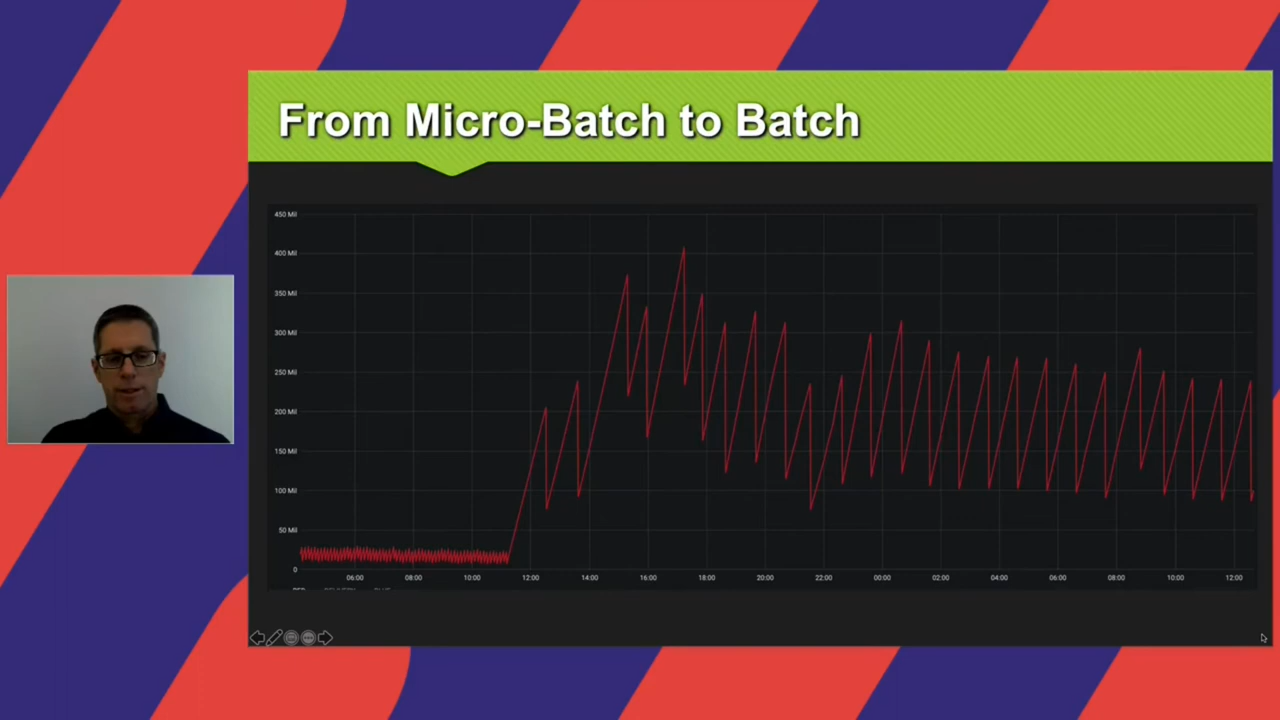 From Micro-Batch to Batch
450 Mil
400 Mil
350 Mil
300 Mil
250 Mil
200 Mil
150 Mil
100 Mil
50 Mil
0
06:00 08:00 10:00 12:00 14:00 16:00 18:00 20:00 22:00 00:00 02:00 04:00 06:00 08:00 10:00 12:00